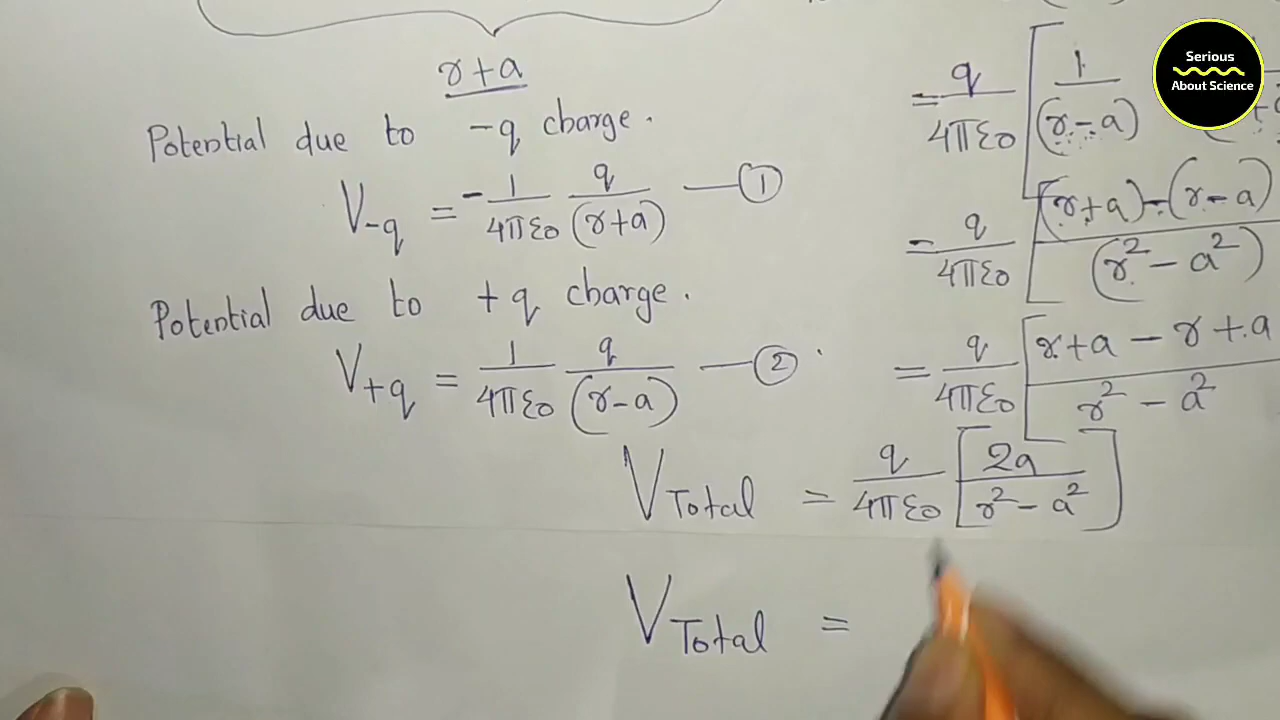 r+a
Potential due to -q charge.
V-q = - 1/4πε0 q/(r+a) — ①
Potential due to +q charge.
V+q = 1/4πε0 q/(r-a) — ②
= q/4πε0 [ 1/(r-a)
= q/4πε0 [ (r+a)-(r-a) / (r²-a²)
= q/4πε0 [ r+a-r+a / r²-a²
VTotal = q/4πε0 [ 2a / r²-a² ]
VTotal =
Serious
About Science